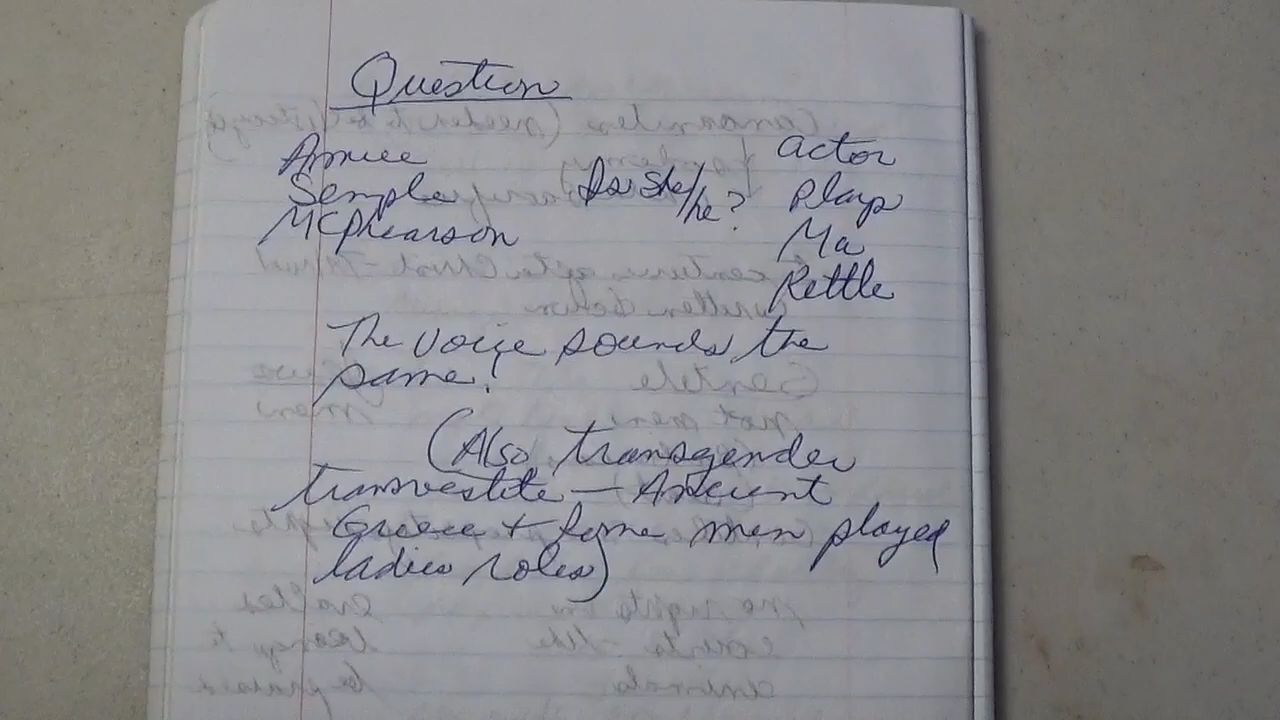 Question
Amiee
Semple
McPhearson
Is she/he?
Actor
Plays
Ma
Kettle
The voice sounds the
same!
(Also transgender
transvestite — Ancient
Greece + Rome men played
ladies roles)